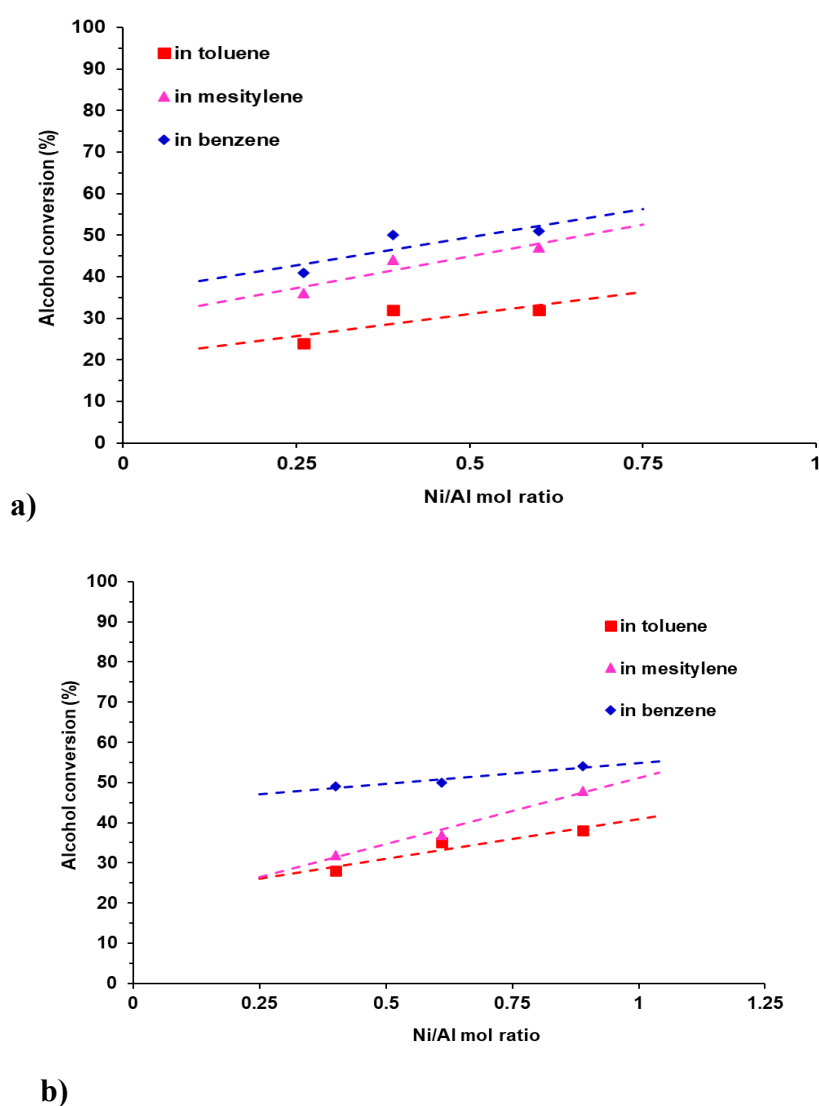 100
90
80
70
60
50
40
30
20
10
0
Alcohol conversion (%)
in toluene
in mesitylene
in benzene
0 0.25 0.5 0.75 1
Ni/Al mol ratio
a)
100
90
80
70
60
50
40
30
20
10
0
Alcohol conversion (%)
in toluene
in mesitylene
in benzene
0 0.25 0.5 0.75 1 1.25
Ni/Al mol ratio
b)